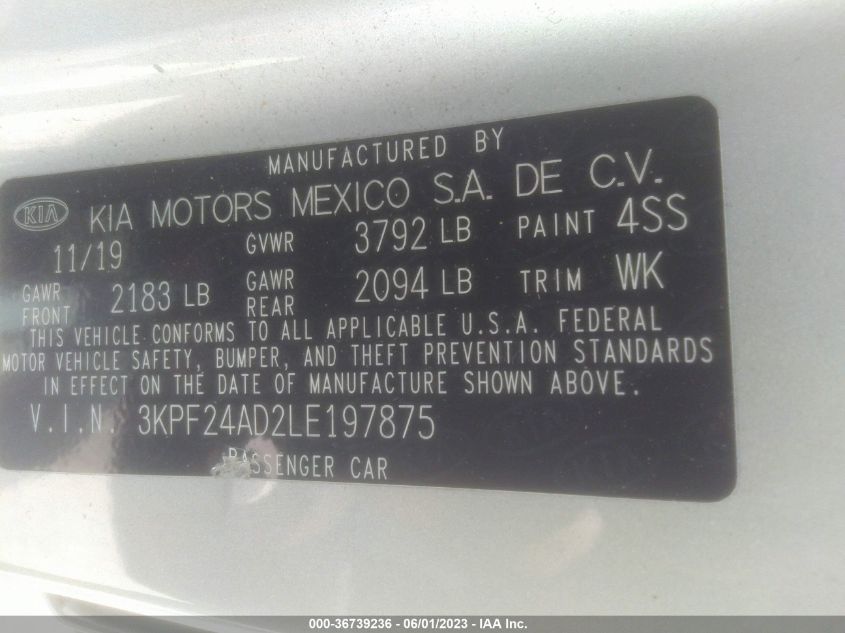 MANUFACTURED BY
KIA KIA MOTORS MEXICO S.A. DE C.V.
11/19 GVWR 3792 LB PAINT 4SS
GAWR FRONT 2183 LB GAWR REAR 2094 LB TRIM WK
THIS VEHICLE CONFORMS TO ALL APPLICABLE U.S.A. FEDERAL
MOTOR VEHICLE SAFETY, BUMPER, AND THEFT PREVENTION STANDARDS
IN EFFECT ON THE DATE OF MANUFACTURE SHOWN ABOVE.
V.I.N. 3KPF24AD2LE197875
PASSENGER CAR
000-36739236 - 06/01/2023 - IAA Inc.